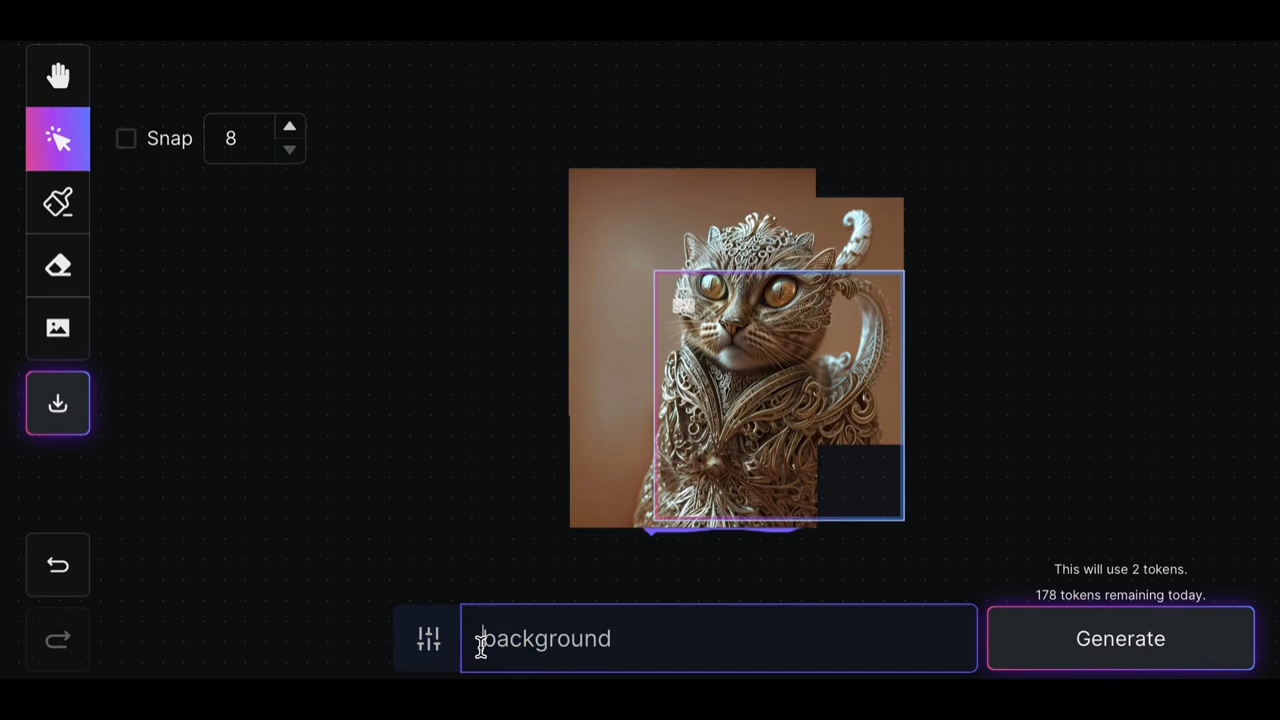 Snap
8
This will use 2 tokens.
178 tokens remaining today.
background
Generate